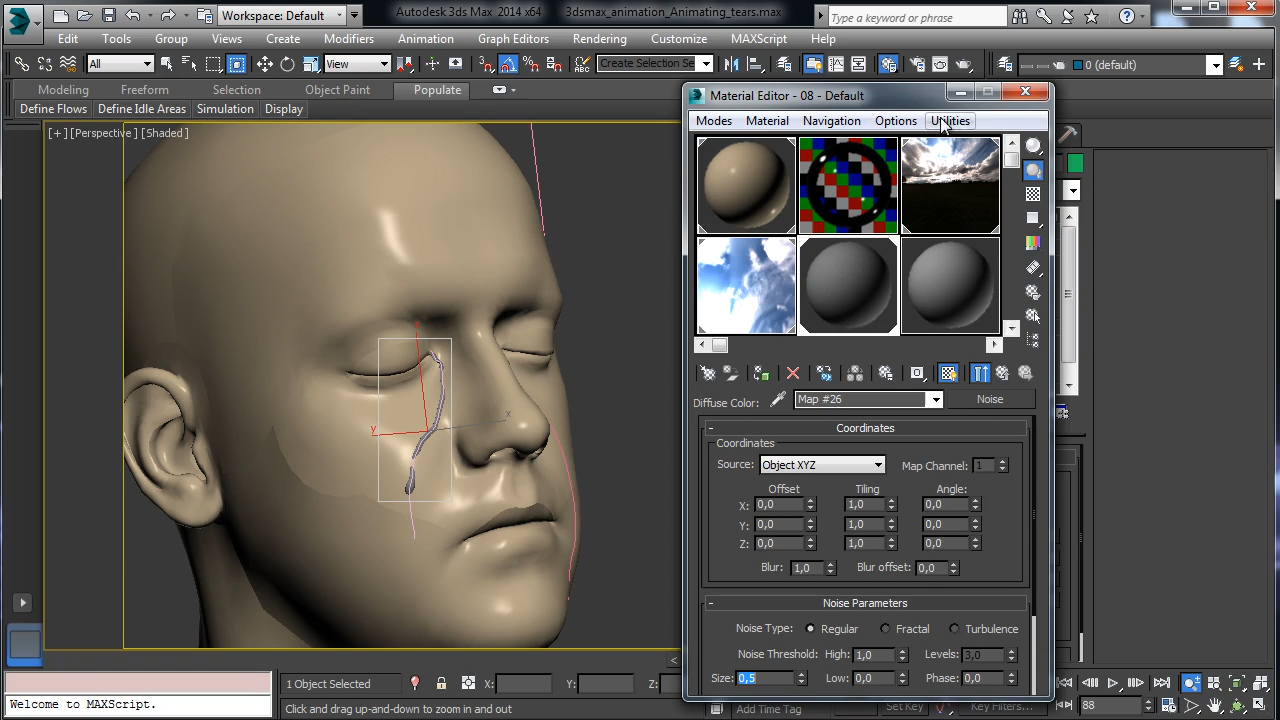 Workspace: Default
Autodesk 3ds Max  2014 x64
3dsmax_animation_Animating_tears.max
Type a keyword or phrase
Edit
Tools
Group
Views
Create
Modifiers
Animation
Graph Editors
Rendering
Customize
MAXScript
Help
All
View
Create Selection Se
0 (default)
Modeling
Freeform
Selection
Object Paint
Populate
Define Flows
Define Idle Areas
Simulation
Display
[+] [Perspective] [Shaded]
Material Editor - 08 - Default
Modes
Material
Navigation
Options
Utilities
Diffuse Color:
Map #26
Noise
Coordinates
Coordinates
Source:
Object XYZ
Map Channel:
1
Offset
Tiling
Angle:
X:
0,0
1,0
0,0
Y:
0,0
1,0
0,0
Z:
0,0
1,0
0,0
Blur:
1,0
Blur offset:
0,0
Noise Parameters
Noise Type:
Regular
Fractal
Turbulence
Noise Threshold:
High:
1,0
Levels:
3,0
Size:
0,5
Low:
0,0
Phase:
0,0
x
y
1 Object Selected
X:
Y:
Z:
Welcome to MAXScript.
Click and drag up-and-down to zoom in and out
Add Time Tag
Set Key
Key Filters...
88